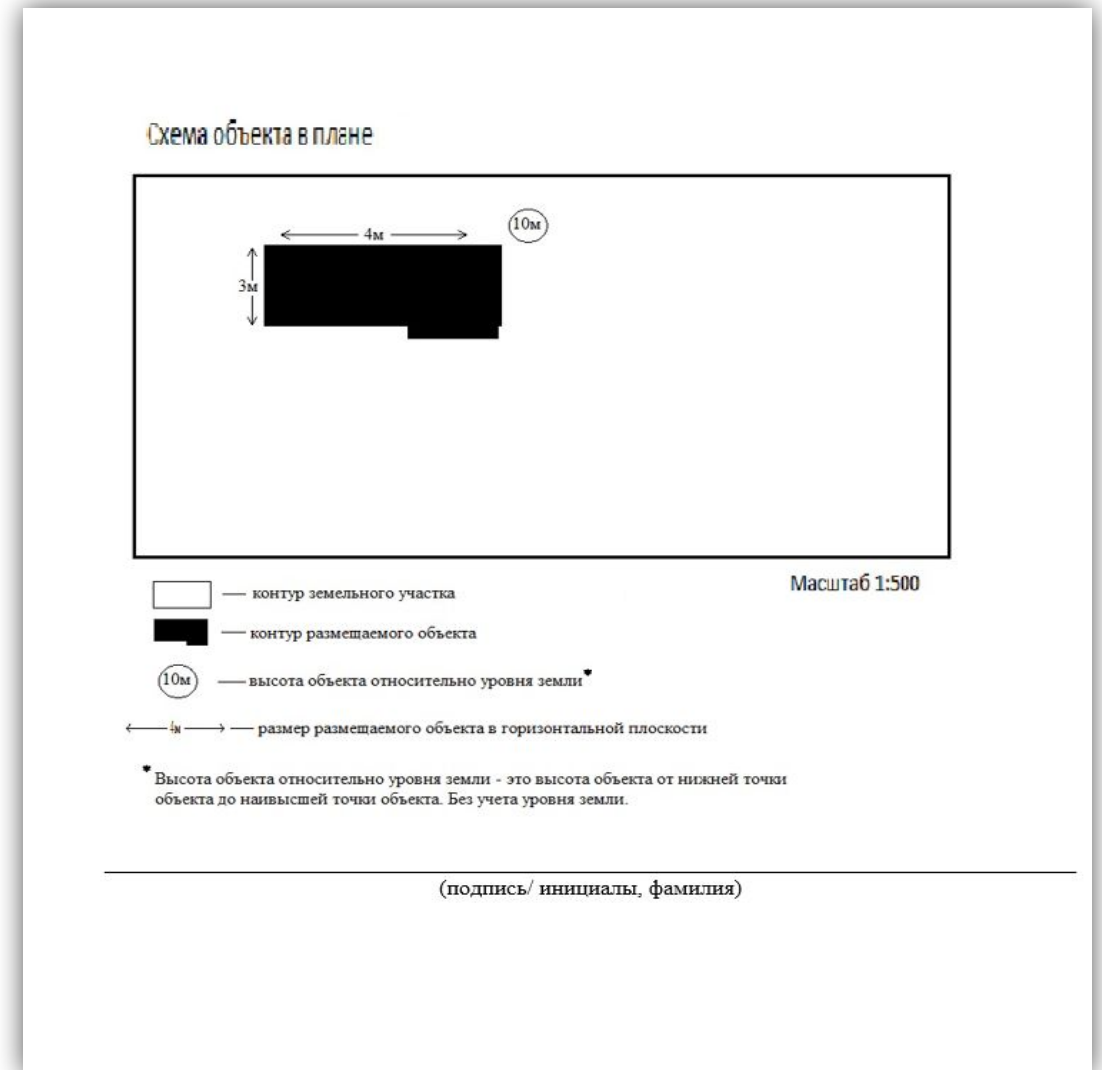 Схема объекта в плане
10м
4м
3м
Масштаб 1:500
— контур земельного участка
— контур размещаемого объекта
10м — высота объекта относительно уровня земли*
4м — размер размещаемого объекта в горизонтальной плоскости
* Высота объекта относительно уровня земли - это высота объекта от нижней точки
объекта до наивысшей точки объекта. Без учета уровня земли.
(подпись/ инициалы, фамилия)